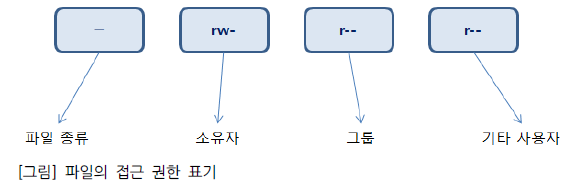 – rw- r-- r--
파일 종류 소유자 그룹 기타 사용자
[그림] 파일의 접근 권한 표기